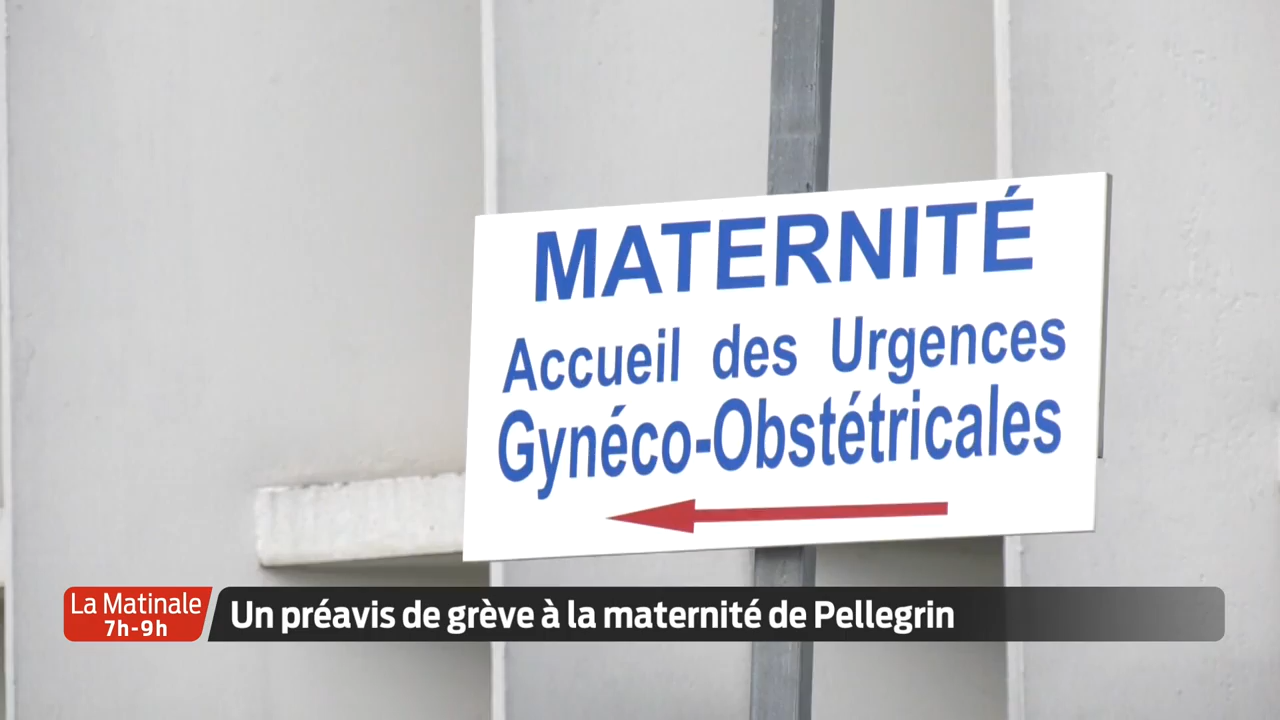 MATERNITÉ
Accueil des Urgences
Gynéco-Obstétricales
La Matinale
7h-9h
Un préavis de grève à la maternité de Pellegrin